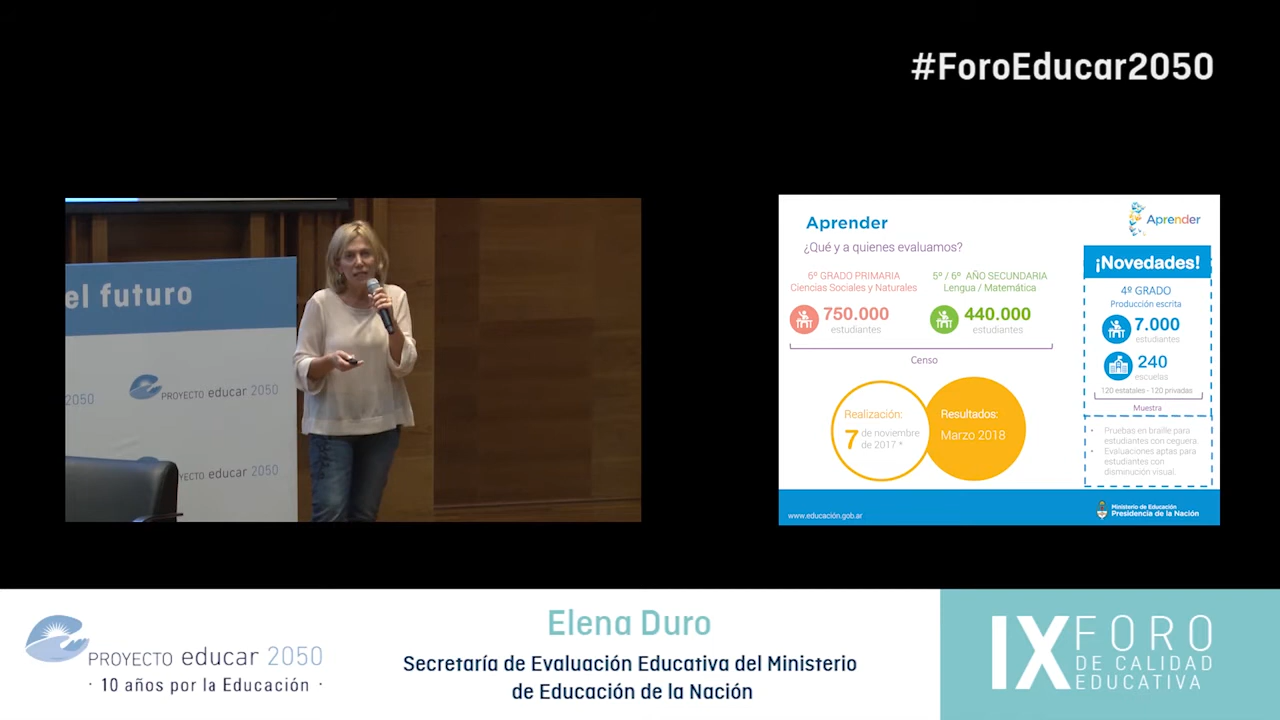 #ForoEducar2050
el futuro
2050
PROYECTO educar 2050
PROYECTO educar 2050
Aprender
Aprender
¿Qué y a quienes evaluamos?
6º GRADO PRIMARIA
Ciencias Sociales y Naturales
750.000
estudiantes
5º / 6º AÑO SECUNDARIA
Lengua / Matemática
440.000
estudiantes
Censo
Realización:
7 de noviembre
de 2017 *
Resultados:
Marzo 2018
¡Novedades!
4º GRADO
Producción escrita
7.000
estudiantes
240
escuelas
120 estatales - 120 privadas
Muestra
• Pruebas en braille para
estudiantes con ceguera.
• Evaluaciones aptas para
estudiantes con
disminución visual.
www.educación.gob.ar
Ministerio de Educación
Presidencia de la Nación
PROYECTO educar 2050
· 10 años por la Educación ·
Elena Duro
Secretaría de Evaluación Educativa del Ministerio
de Educación de la Nación
IX FORO
DE CALIDAD
EDUCATIVA